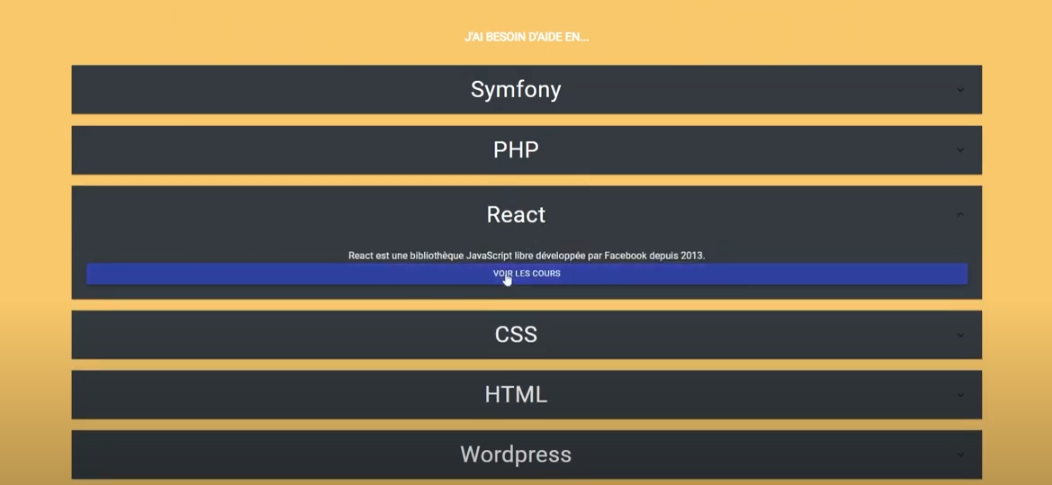 J'AI BESOIN D'AIDE EN...
Symfony
PHP
React
React est une bibliothèque JavaScript libre développée par Facebook depuis 2013.
VOIR LES COURS
CSS
HTML
Wordpress